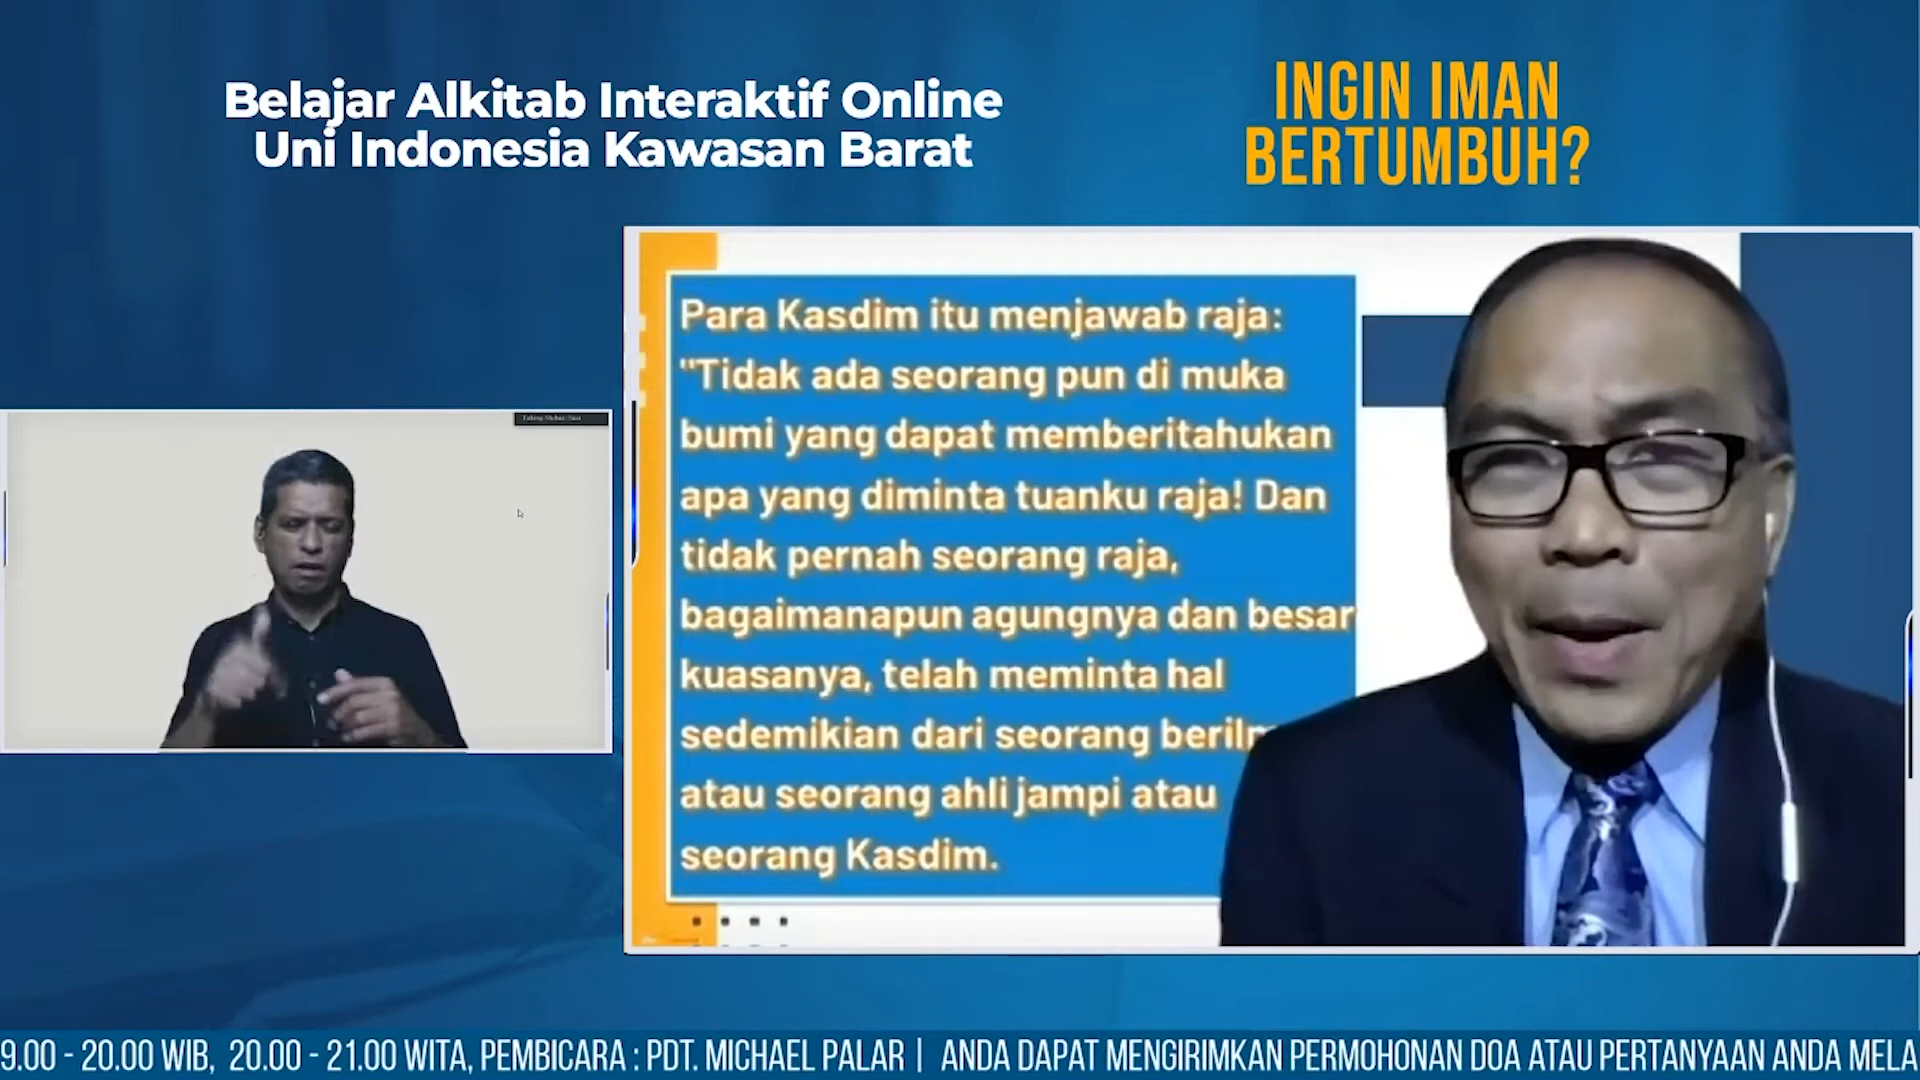 Belajar Alkitab Interaktif Online
Uni Indonesia Kawasan Barat
INGIN IMAN
BERTUMBUH?
Para Kasdim itu menjawab raja:
"Tidak ada seorang pun di muka
bumi yang dapat memberitahukan
apa yang diminta tuanku raja! Dan
tidak pernah seorang raja,
bagaimanapun agungnya dan besar
kuasanya, telah meminta hal
sedemikian dari seorang
atau seorang ahli jampi atau
seorang Kasdim.
9.00 - 20.00 WIB, 20.00 - 21.00 WITA, PEMBICARA : PDT. MICHAEL PALAR | ANDA DAPAT MENGIRIMKAN PERMOHONAN DOA ATAU PERTANYAAN ANDA MELA